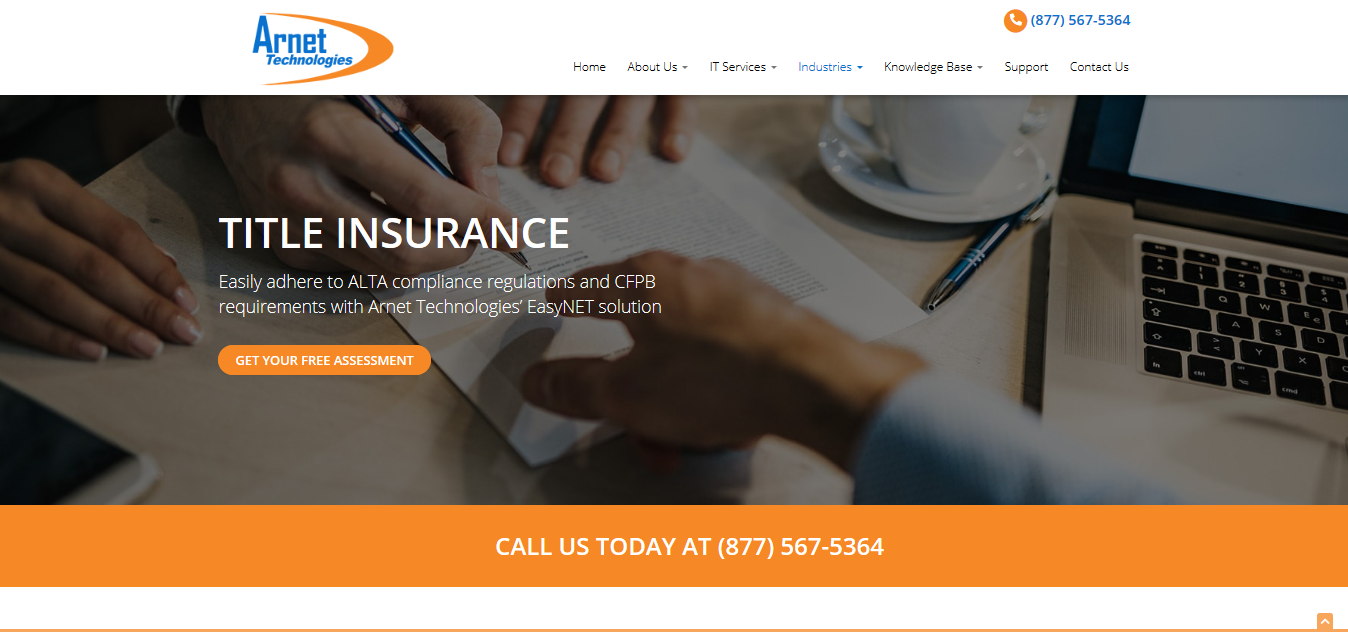 Arnet
Technologies
(877) 567-5364
Home
About Us
IT Services
Industries
Knowledge Base
Support
Contact Us
TITLE INSURANCE
Easily adhere to ALTA compliance regulations and CFPB
requirements with Arnet Technologies’ EasyNET solution
GET YOUR FREE ASSESSMENT
CALL US TODAY AT (877) 567-5364